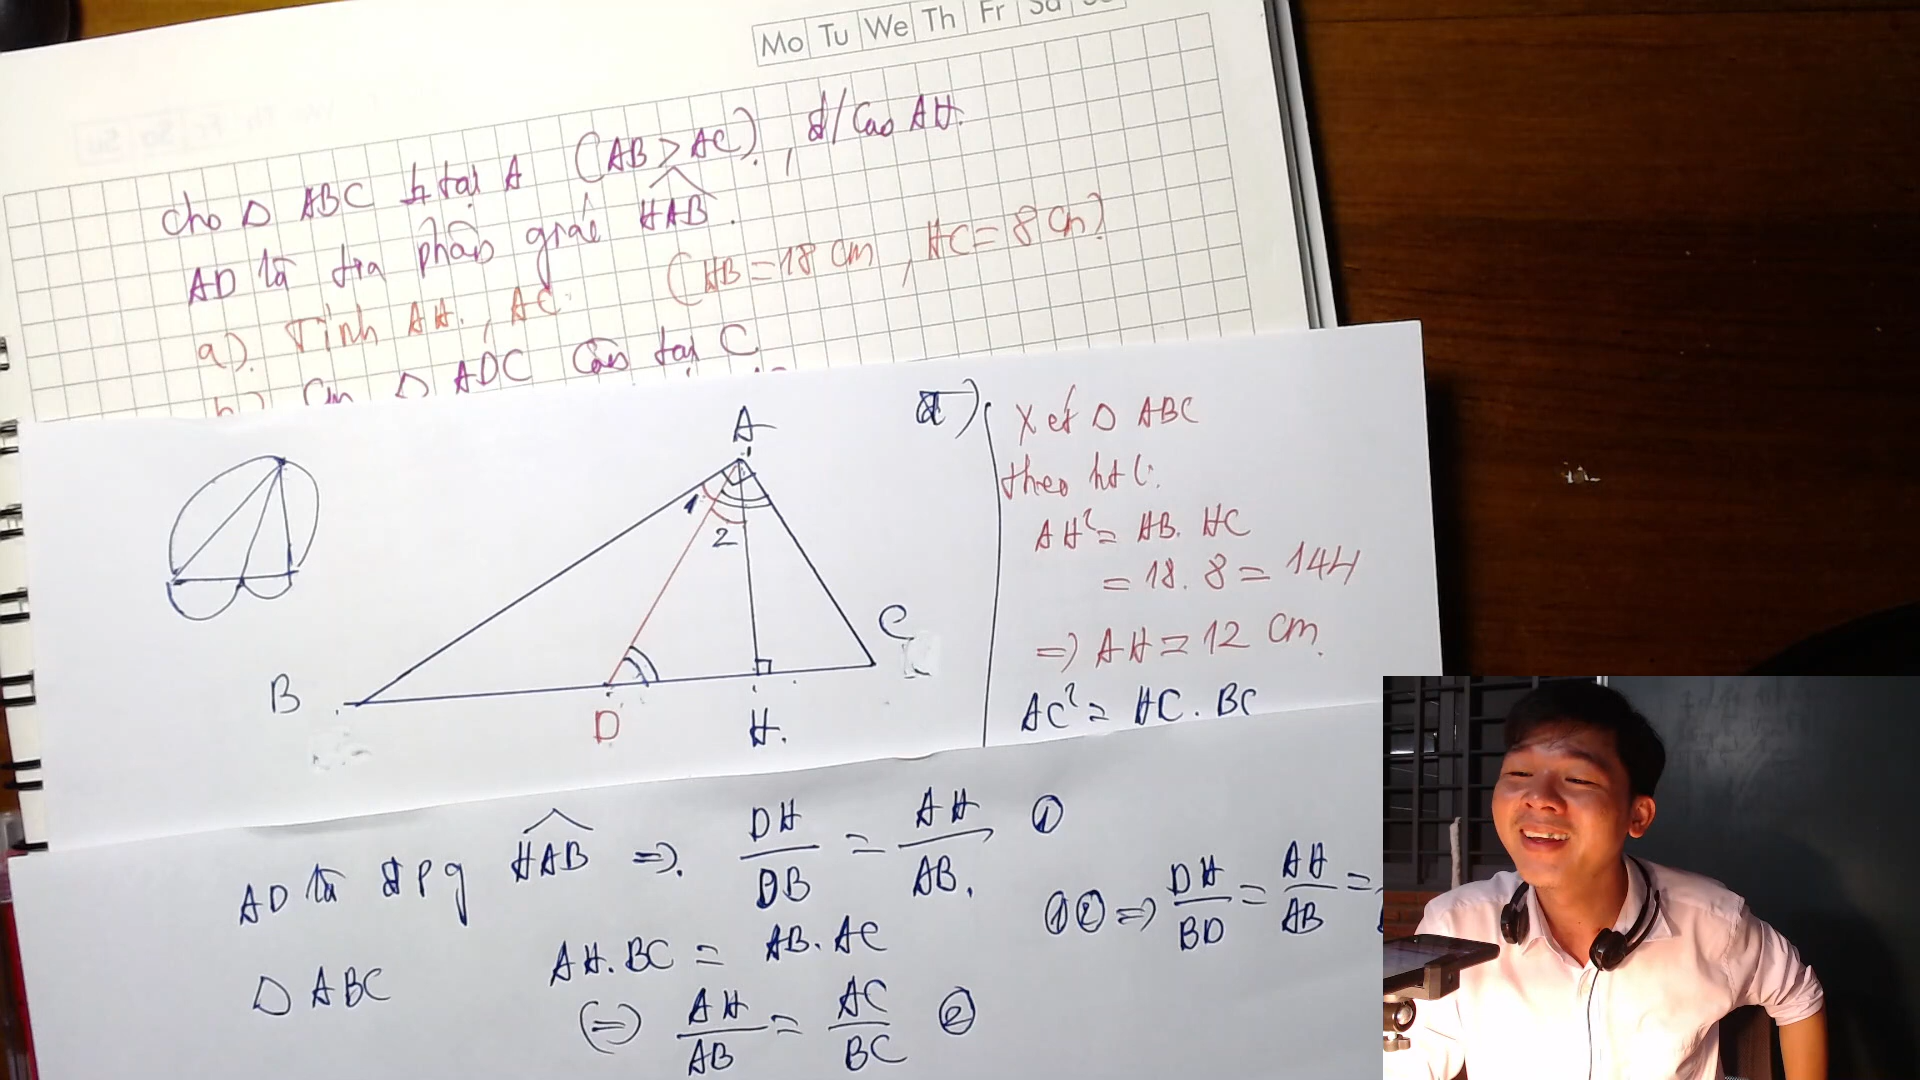 Mo Tu We Th Fr Sa
Cho Δ ABC ⊥ tại A (AB > AC), đ/cao AH.
AD là tia phân giác HAB.
a). Tính AH, AC (HB = 18 cm, HC = 8 cm)
b) Cm Δ ADC cân tại C
A
1
2
B
C
D
H.
a)
Xét Δ ABC
theo htl:
AH² = HB. HC
= 18. 8 = 144
=> AH = 12 cm.
AC² = HC. BC
AD là đpg HAB => DH/DB = AH/AB. ①
Δ ABC AH.BC = AB.AC
(=) AH/AB = AC/BC ②
①② => DH/BD = AH/AB =